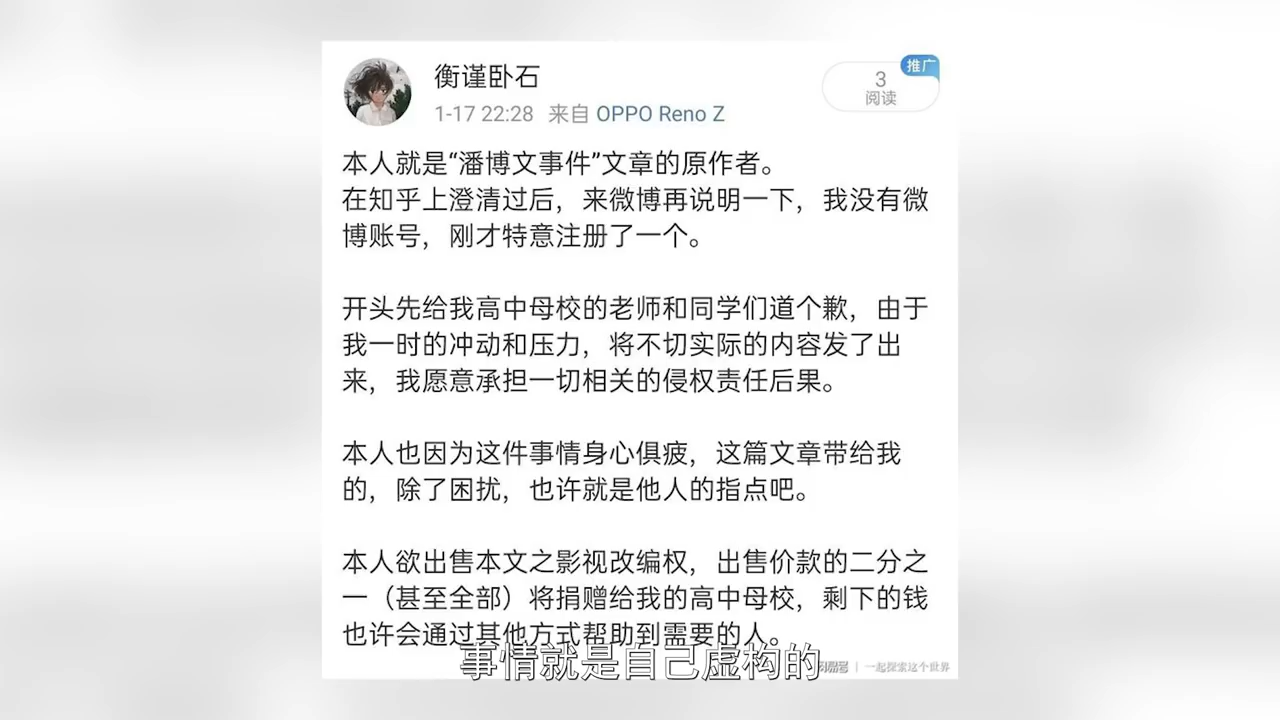 衡谨卧石
1-17 22:28 来自 OPPO Reno Z
推广
3
阅读
本人就是“潘博文事件”文章的原作者。
在知乎上澄清过后，来微博再说明一下，我没有微
博账号，刚才特意注册了一个。
开头先给我高中母校的老师和同学们道个歉，由于
我一时的冲动和压力，将不切实际的内容发了出
来，我愿意承担一切相关的侵权责任后果。
本人也因为这件事情身心俱疲，这篇文章带给我
的，除了困扰，也许就是他人的指点吧。
本人欲出售本文之影视改编权，出售价款的二分之
一（甚至全部）将捐赠给我的高中母校，剩下的钱
也许会通过其他方式帮助到需要的人。
事情就是自己虚构的
一起探索这个世界